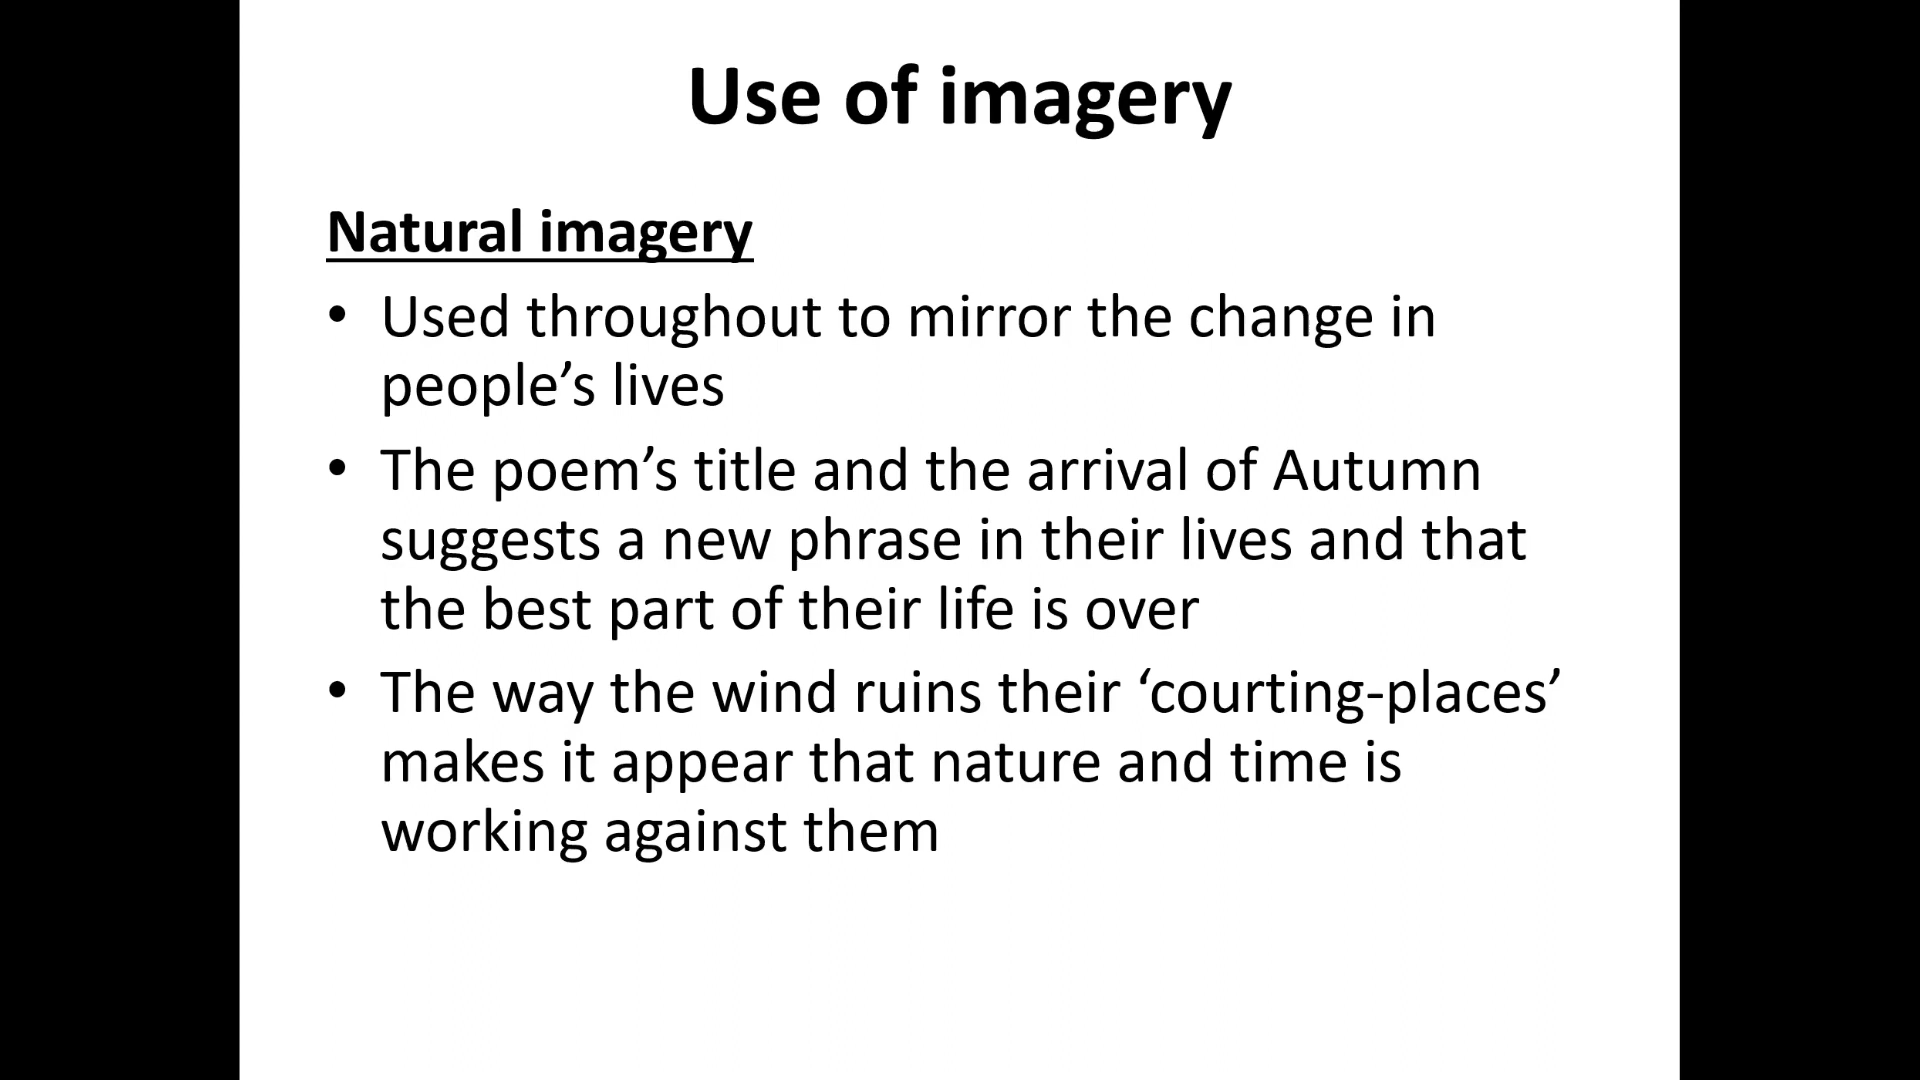 Use of imagery
Natural imagery
• Used throughout to mirror the change in
people’s lives
• The poem’s title and the arrival of Autumn
suggests a new phrase in their lives and that
the best part of their life is over
• The way the wind ruins their ‘courting-places’
makes it appear that nature and time is
working against them